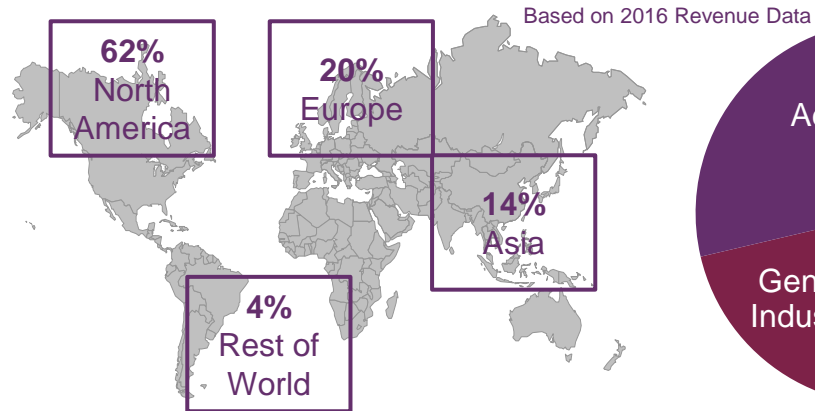 Based on 2016 Revenue Data
62%
North
America
20%
Europe
14%
Asia
4%
Rest of
World